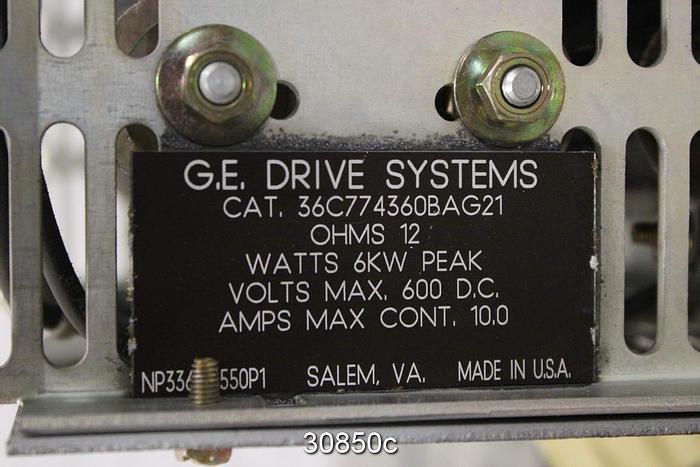 G.E. DRIVE SYSTEMS
CAT. 36C774360BAG21
OHMS 12
WATTS 6KW PEAK
VOLTS MAX. 600 D.C.
AMPS MAX CONT. 10.0
SALEM, VA. MADE IN U.S.A.
30850c